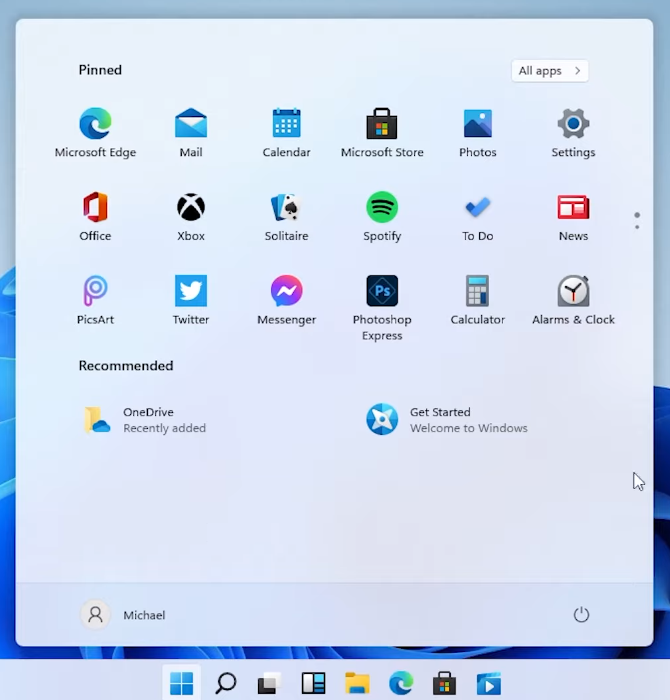 Pinned
All apps
Microsoft Edge
Mail
Calendar
Microsoft Store
Photos
Settings
Office
Xbox
Solitaire
Spotify
To Do
News
PicsArt
Twitter
Messenger
Ps
Photoshop
Express
Calculator
Alarms & Clock
Recommended
OneDrive
Recently added
Get Started
Welcome to Windows
Michael